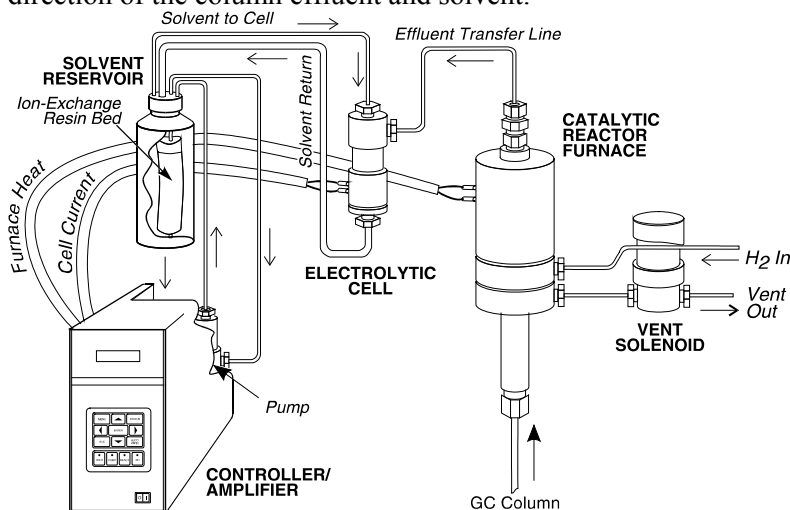 direction of the column effluent and solvent.
Solvent to Cell
Effluent Transfer Line
SOLVENT
RESERVOIR
Ion-Exchange
Resin Bed
Solvent Return
CATALYTIC
REACTOR
FURNACE
Furnace Heat
Cell Current
ELECTROLYTIC
CELL
H2 In
Vent
Out
VENT
SOLENOID
Pump
CONTROLLER/
AMPLIFIER
GC Column